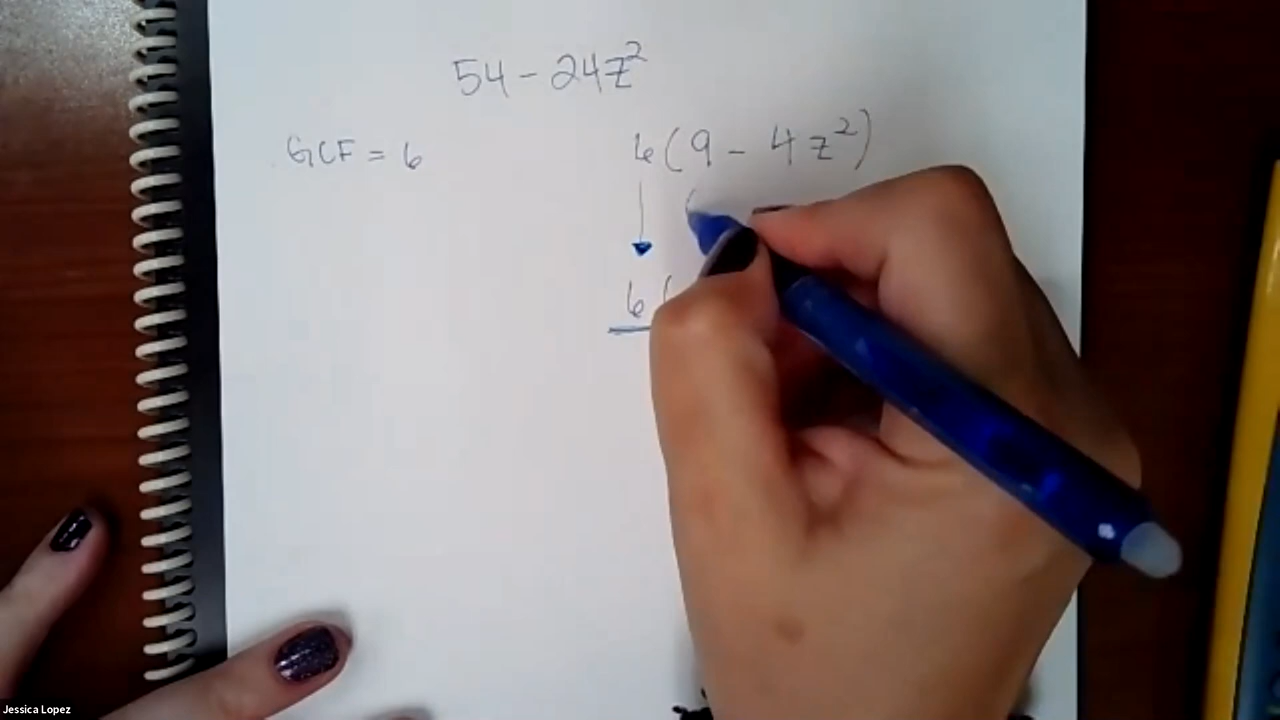 54 - 24z²
GCF = 6
6(9 - 4z²)
(
6(
Jessica Lopez